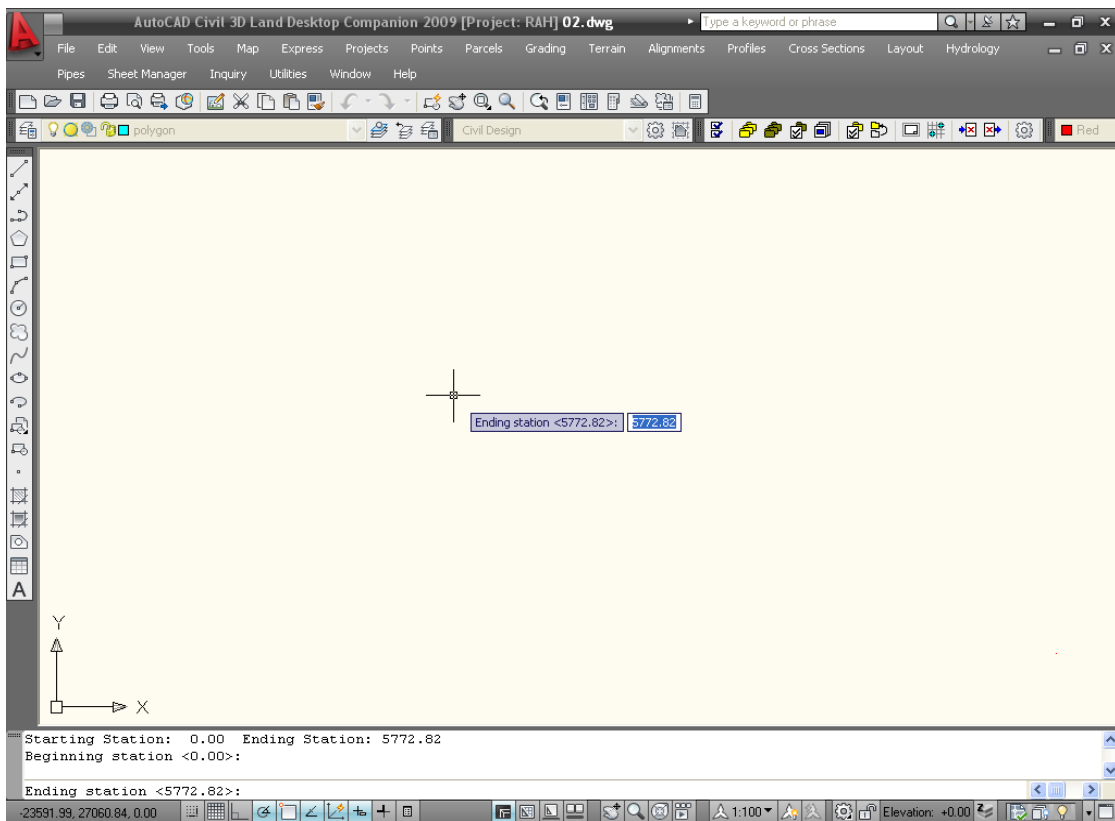 AutoCAD Civil 3D Land Desktop Companion 2009 [Project: RAH] 02.dwg Type a keyword or phrase
File Edit View Tools Map Express Projects Points Parcels Grading Terrain Alignments Profiles Cross Sections Layout Hydrology
Pipes Sheet Manager Inquiry Utilities Window Help
polygon Civil Design Red
Ending station <5772.82>: 5772.82
A
Y
X
Starting Station: 0.00 Ending Station: 5772.82
Beginning station <0.00>:
Ending station <5772.82>:
-23591.99, 27060.84, 0.00 1:100 Elevation: +0.00